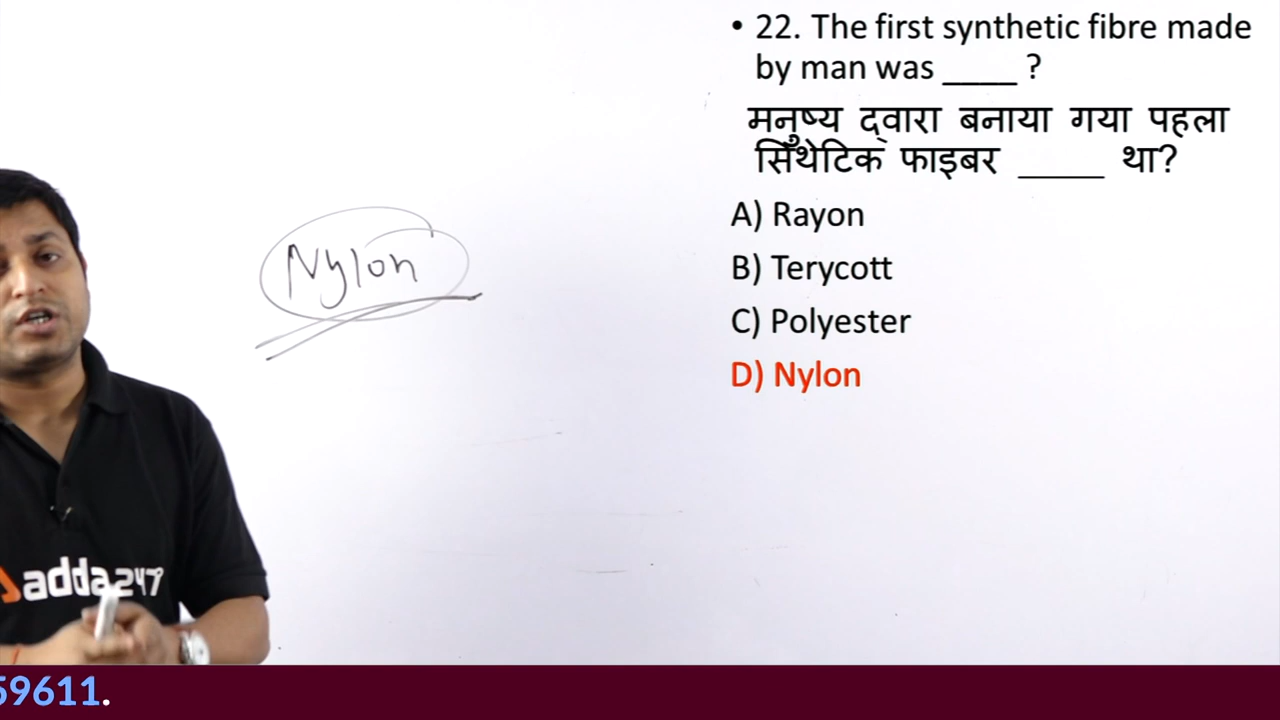 • 22. The first synthetic fibre made
by man was ____ ?
मनुष्य द्वारा बनाया गया पहला
सिंथेटिक फाइबर _____ था?
A) Rayon
B) Terycott
C) Polyester
D) Nylon
Nylon
adda247
59611.